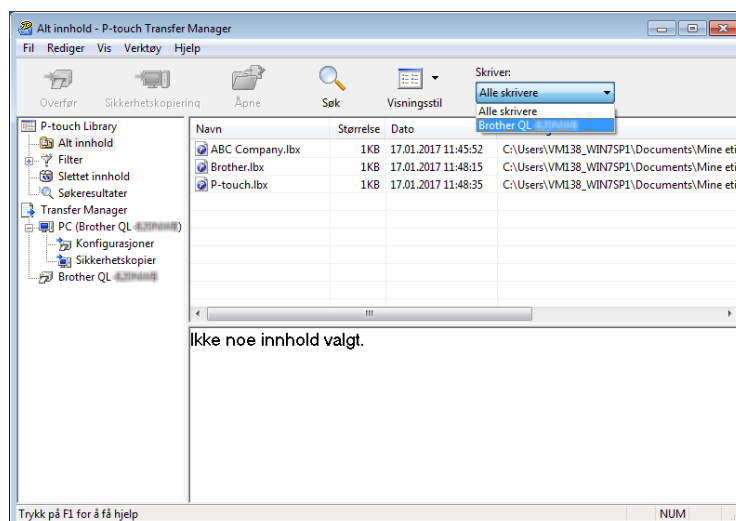 Alt innhold - P-touch Transfer Manager
Fil Rediger Vis Verktøy Hjelp
Overfør Sikkerhetskopiering Åpne Søk Visningsstil
Skriver:
Alle skrivere
Alle skrivere
Brother QL
P-touch Library
Alt innhold
Filter
Slettet innhold
Søkeresultater
Transfer Manager
PC (Brother QL )
Konfigurasjoner
Sikkerhetskopier
Brother QL
Navn Størrelse Dato
ABC Company.lbx 1KB 17.01.2017 11:45:52 C:\Users\VM138_WIN7SP1\Documents\Mine eti
Brother.lbx 1KB 17.01.2017 11:48:15 C:\Users\VM138_WIN7SP1\Documents\Mine eti
P-touch.lbx 1KB 17.01.2017 11:48:35 C:\Users\VM138_WIN7SP1\Documents\Mine eti
Ikke noe innhold valgt.
Trykk på F1 for å få hjelp NUM